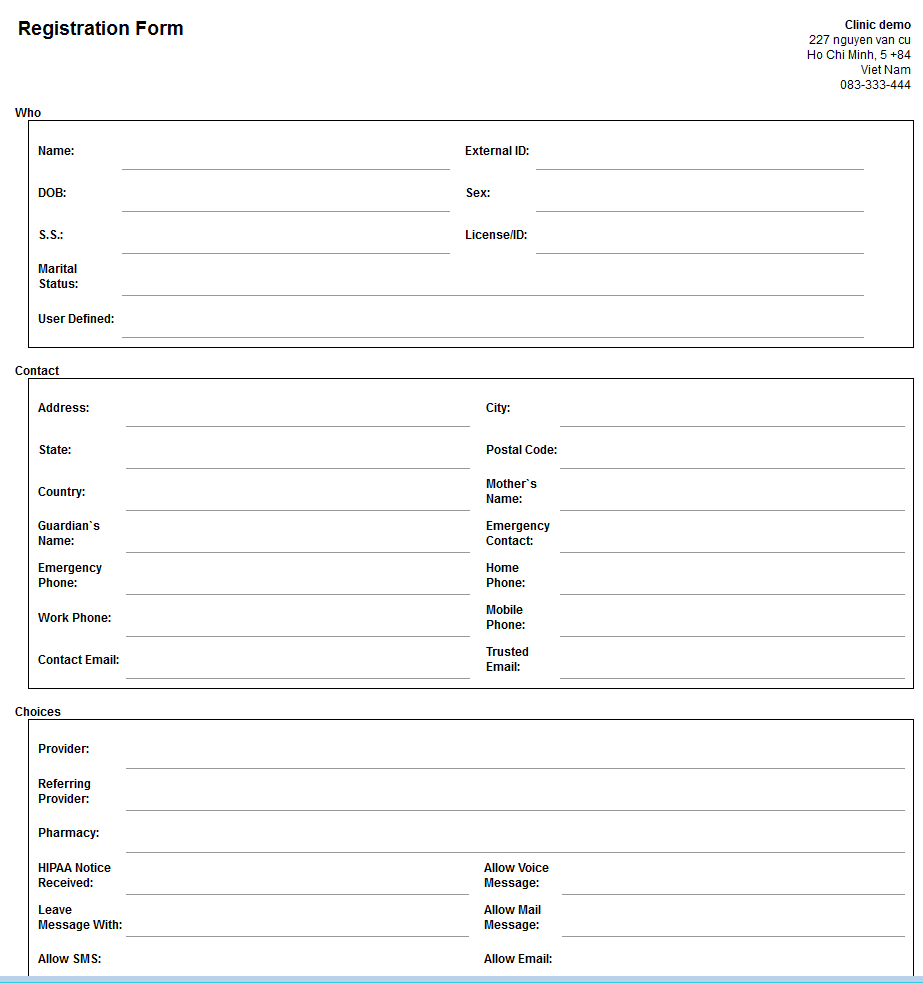 Registration Form
Clinic demo
227 nguyen van cu
Ho Chi Minh, 5 +84
Viet Nam
083-333-444
Who
Name:
External ID:
DOB:
Sex:
S.S.:
License/ID:
Marital
Status:
User Defined:
Contact
Address:
City:
State:
Postal Code:
Country:
Mother`s
Name:
Guardian`s
Name:
Emergency
Contact:
Emergency
Phone:
Home
Phone:
Work Phone:
Mobile
Phone:
Contact Email:
Trusted
Email:
Choices
Provider:
Referring
Provider:
Pharmacy:
HIPAA Notice
Received:
Allow Voice
Message:
Leave
Message With:
Allow Mail
Message:
Allow SMS:
Allow Email: